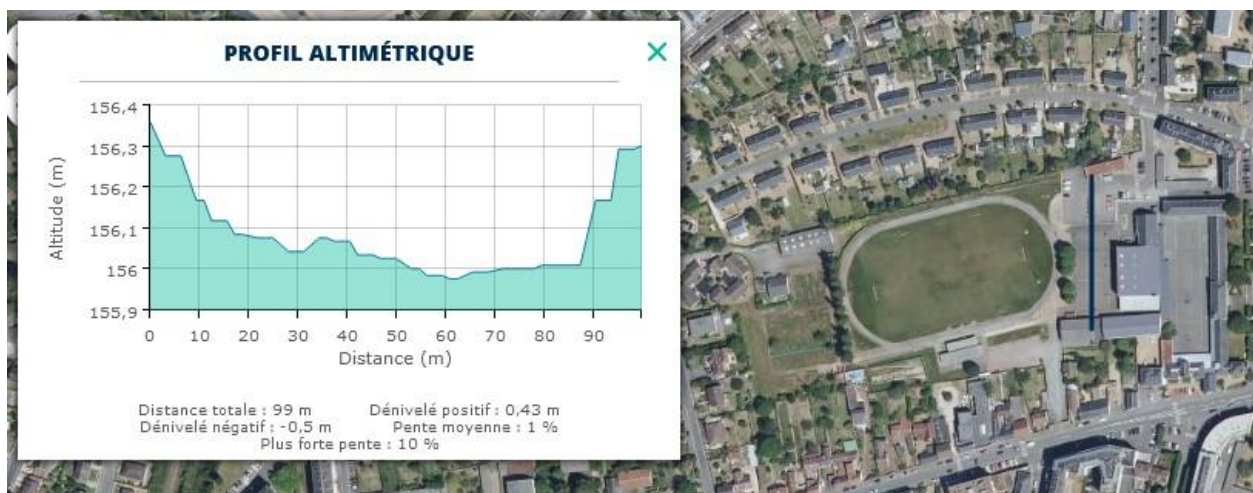 PROFIL ALTIMÉTRIQUE
156,4
156,3
156,2
156,1
156
155,9
Altitude (m)
0 10 20 30 40 50 60 70 80 90
Distance (m)
Distance totale : 99 m Dénivelé positif : 0,43 m
Dénivelé négatif : -0,5 m Pente moyenne : 1 %
Plus forte pente : 10 %